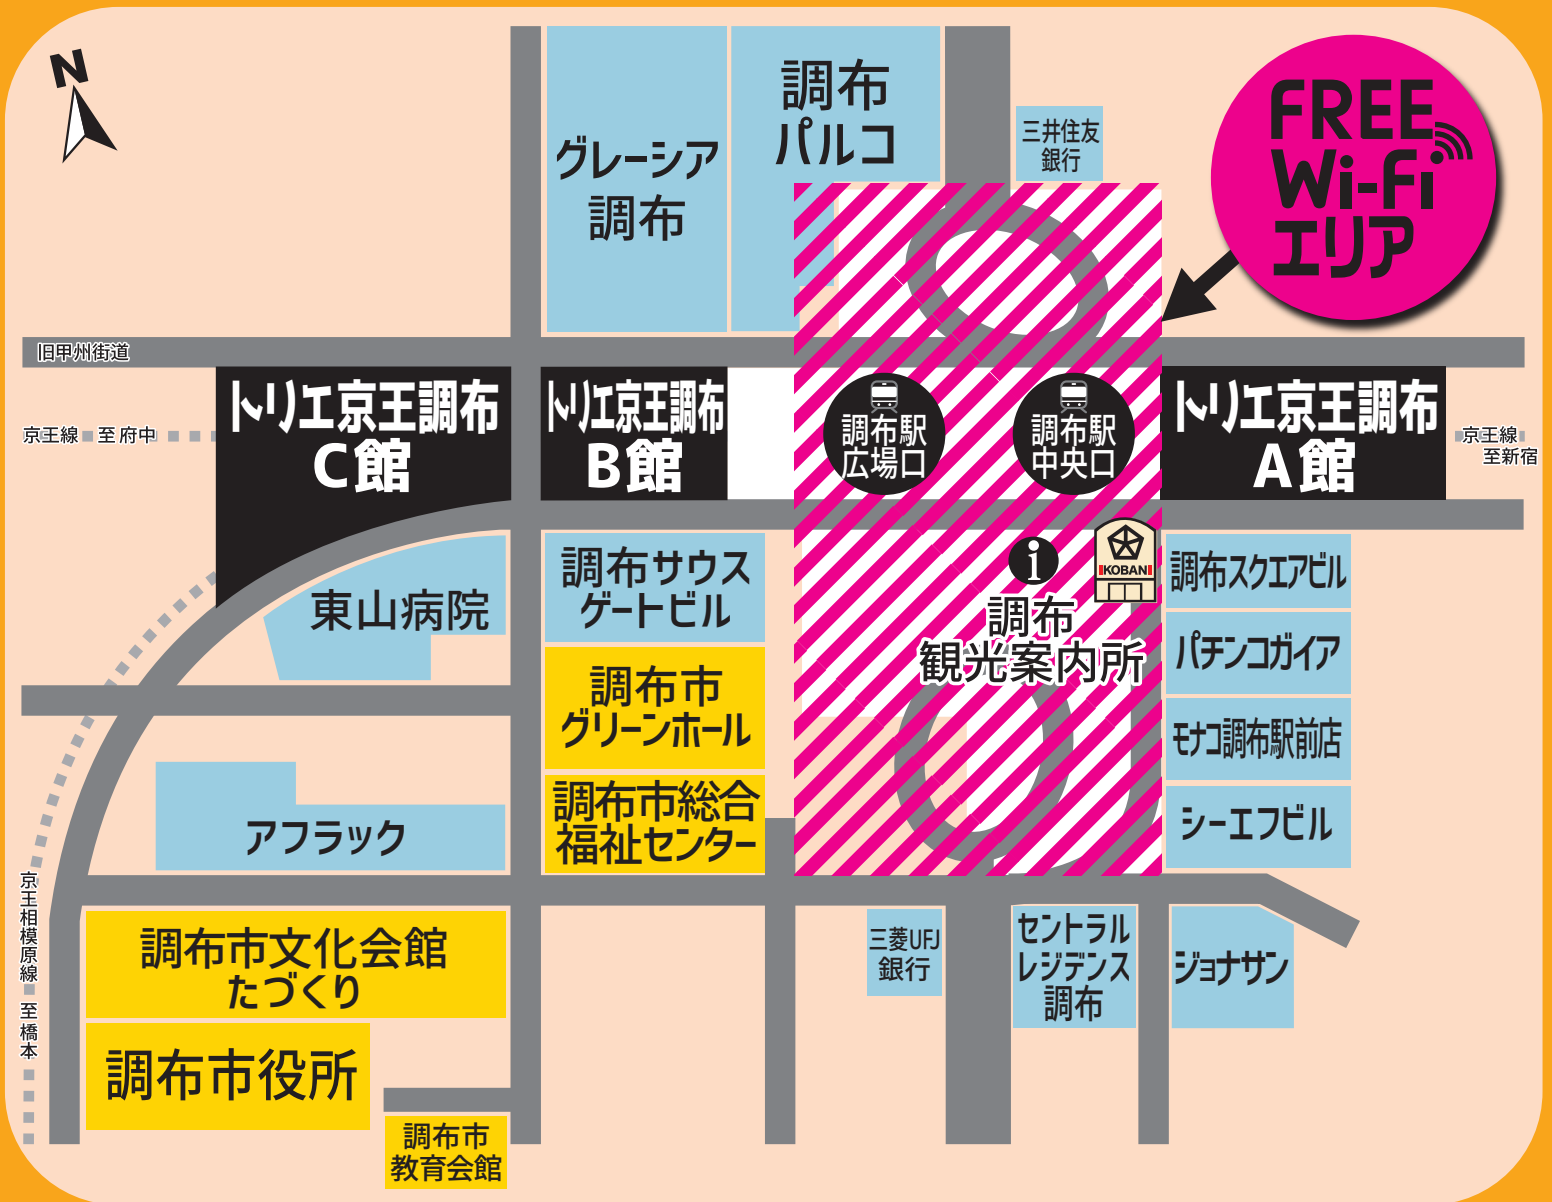 N
グレーシア
調布
調布
パルコ
三井住友
銀行
FREE
Wi-Fi
エリア
旧甲州街道
京王線 至 府中
トリエ京王調布
C館
トリエ京王調布
B館
調布駅
広場口
調布駅
中央口
トリエ京王調布
A館
京王線
至新宿
東山病院
調布サウス
ゲートビル
i
KOBAN
調布
観光案内所
調布スクエアビル
パチンコガイア
モナコ調布駅前店
シーエフビル
調布市
グリーンホール
アフラック
調布市総合
福祉センター
京王相模原線 至 橋本
調布市文化会館
たづくり
三菱UFJ
銀行
セントラル
レジデンス
調布
ジョナサン
調布市役所
調布市
教育会館